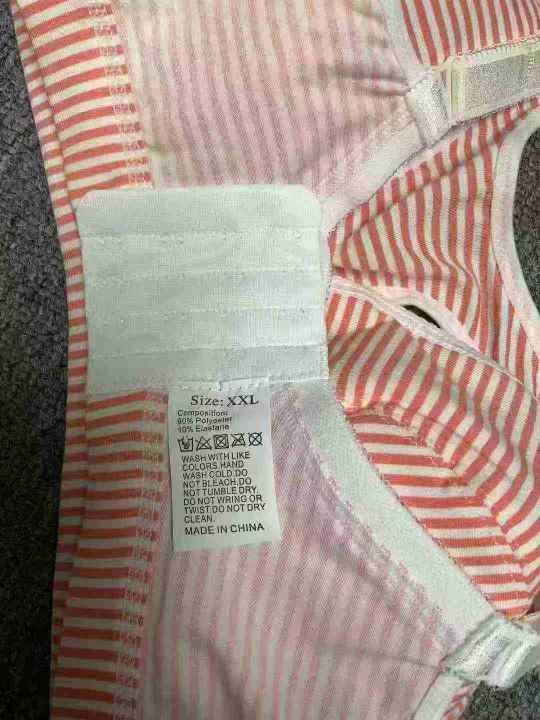 Size: XXL
Composition:
90% Polyester
10% Elastane
WASH WITH LIKE
COLORS.HAND
WASH COLD.DO
NOT BLEACH.DO
NOT TUMBLE DRY.
DO NOT WRING OR
TWIST.DO NOT DRY
CLEAN.
MADE IN CHINA